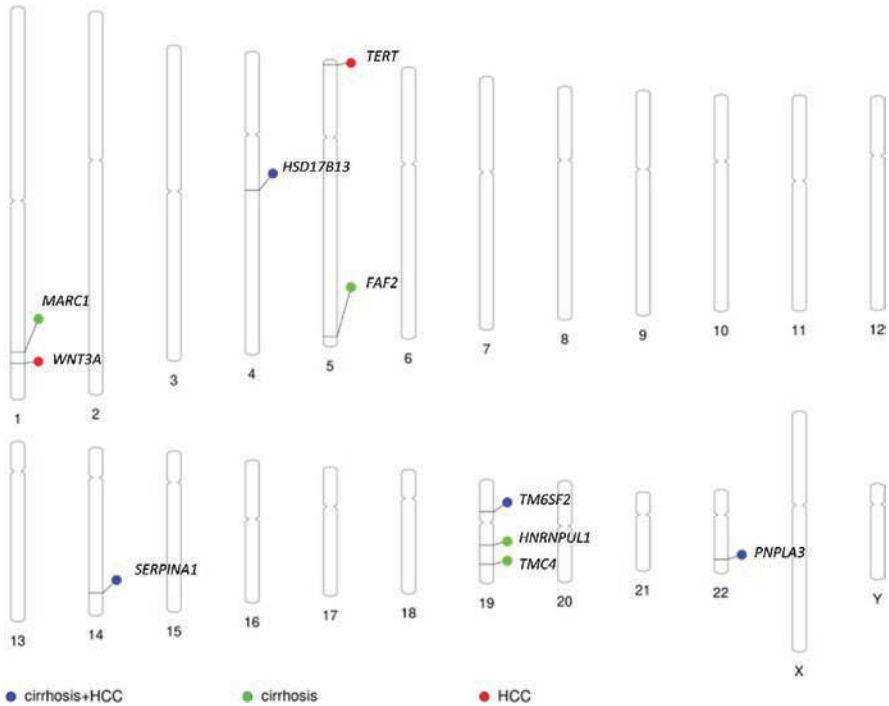 TERT
HSD17B13
FAF2
MARC1
WNT3A
1
2
3
4
5
6
7
8
9
10
11
12s
TM6SF2
HNRNPUL1
TMC4
PNPLA3
SERPINA1
13
14
15
16
17
18
19
20
21
22
X
Y
cirrhosis+HCC
cirrhosis
HCC